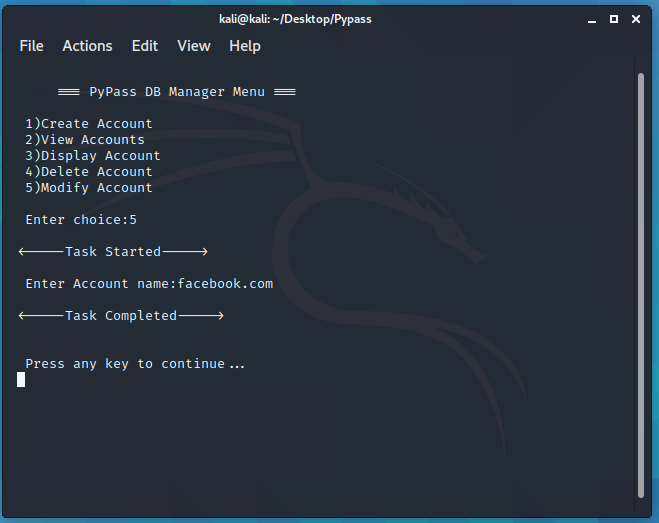 kali@kali: ~/Desktop/Pypass
File Actions Edit View Help
=== PyPass DB Manager Menu ===
1)Create Account
2)View Accounts
3)Display Account
4)Delete Account
5)Modify Account
Enter choice:5
<-----Task Started----->
Enter Account name:facebook.com
<-----Task Completed----->
Press any key to continue...